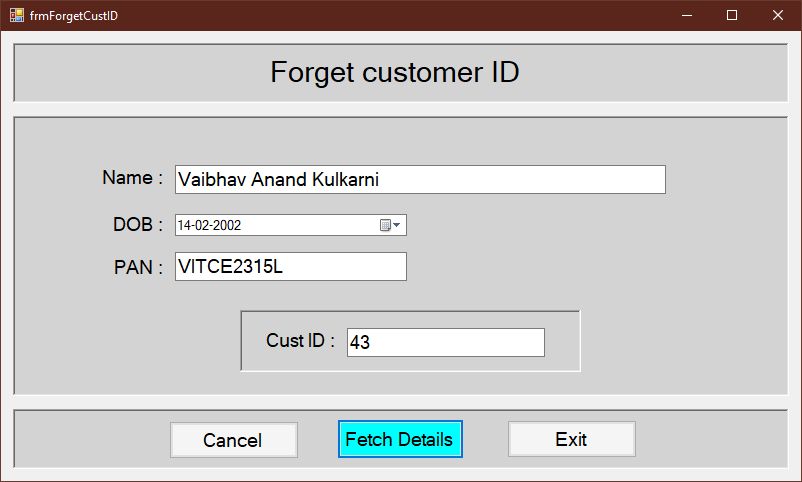 frmForgetCustID
Forget customer ID
Name : Vaibhav Anand Kulkarni
DOB : 14-02-2002
PAN : VITCE2315L
Cust ID : 43
Cancel Fetch Details Exit